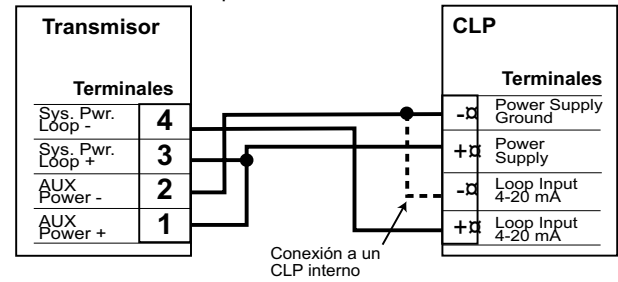 Transmisor
Terminales
Sys. Pwr.
Loop -
4
Sys. Pwr.
Loop +
3
AUX
Power -
2
AUX
Power +
1
CLP
Terminales
-¤ Power Supply
Ground
+¤ Power
Supply
-¤ Loop Input
4-20 mA
+¤ Loop Input
4-20 mA
Conexión a un
CLP interno